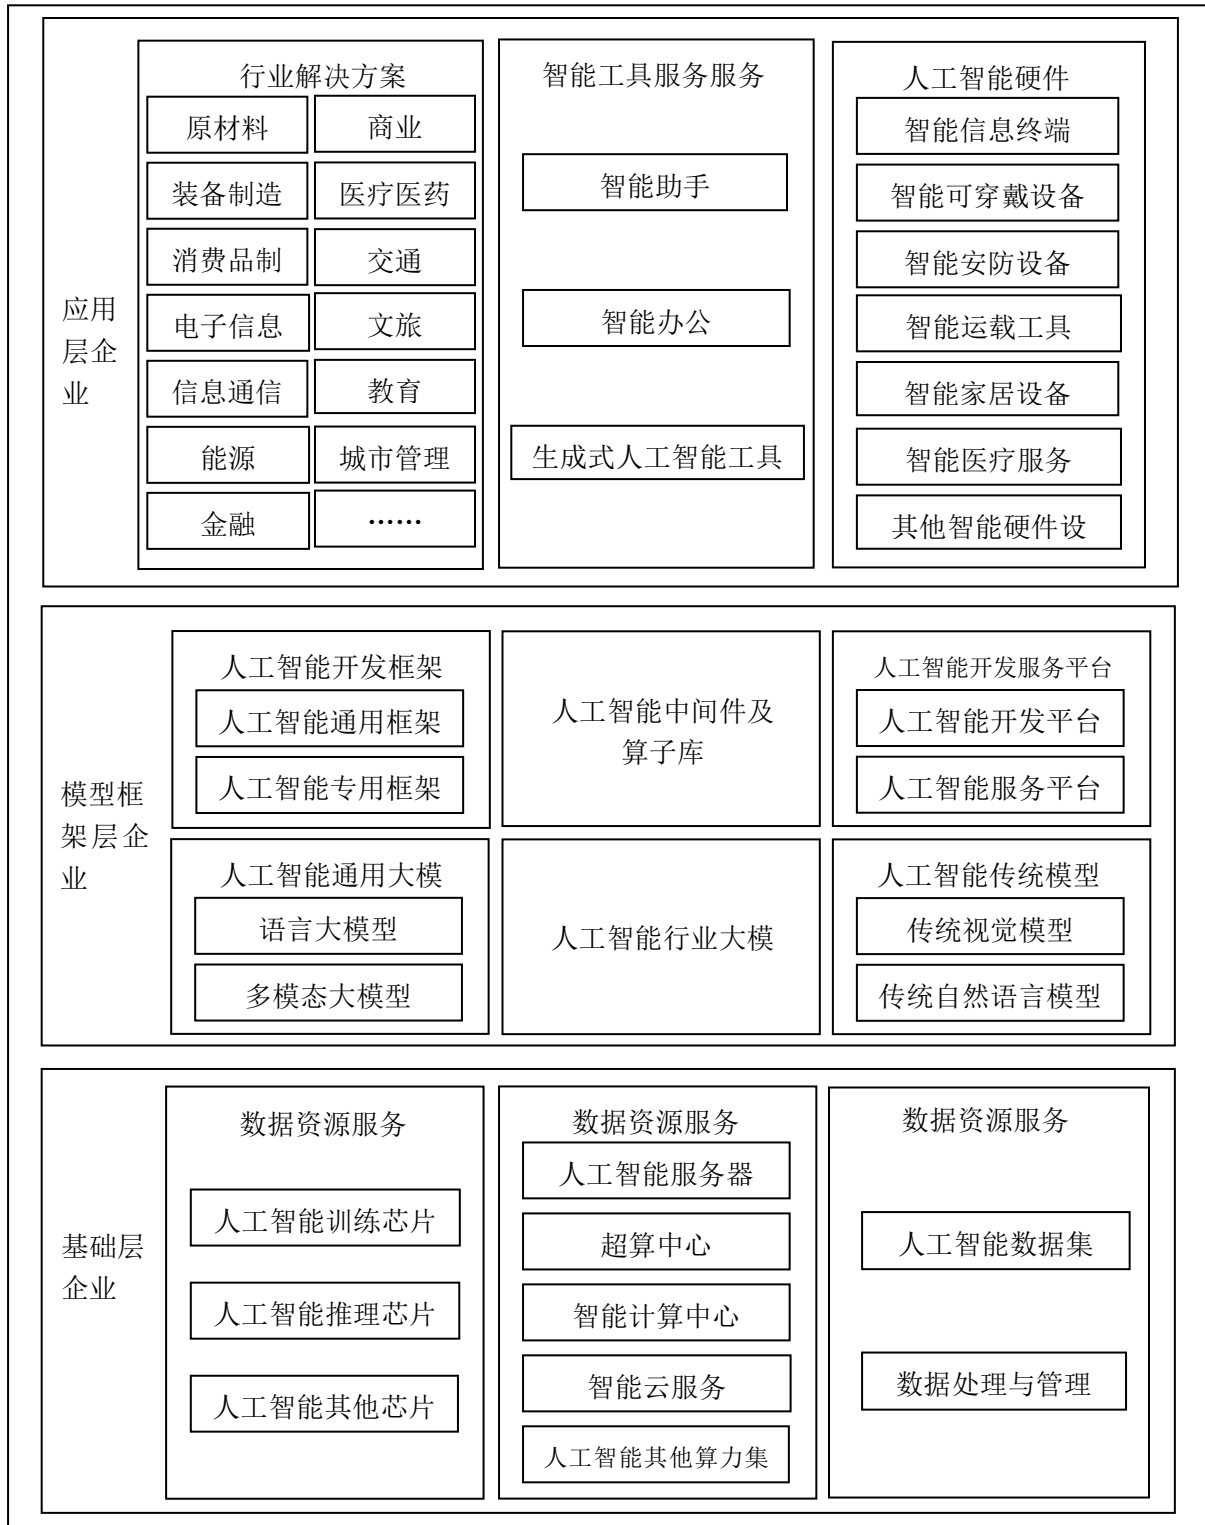 应用
层企
业
行业解决方案
原材料
商业
装备制造
医疗医药
消费品制
交通
电子信息
文旅
信息通信
教育
能源
城市管理
金融
……
智能工具服务服务
智能助手
智能办公
生成式人工智能工具
人工智能硬件
智能信息终端
智能可穿戴设备
智能安防设备
智能运载工具
智能家居设备
智能医疗服务
其他智能硬件设
模型框
架层企
业
人工智能开发框架
人工智能通用框架
人工智能专用框架
人工智能中间件及
算子库
人工智能开发服务平台
人工智能开发平台
人工智能服务平台
人工智能通用大模
语言大模型
多模态大模型
人工智能行业大模
人工智能传统模型
传统视觉模型
传统自然语言模型
基础层
企业
数据资源服务
人工智能训练芯片
人工智能推理芯片
人工智能其他芯片
数据资源服务
人工智能服务器
超算中心
智能计算中心
智能云服务
人工智能其他算力集
数据资源服务
人工智能数据集
数据处理与管理